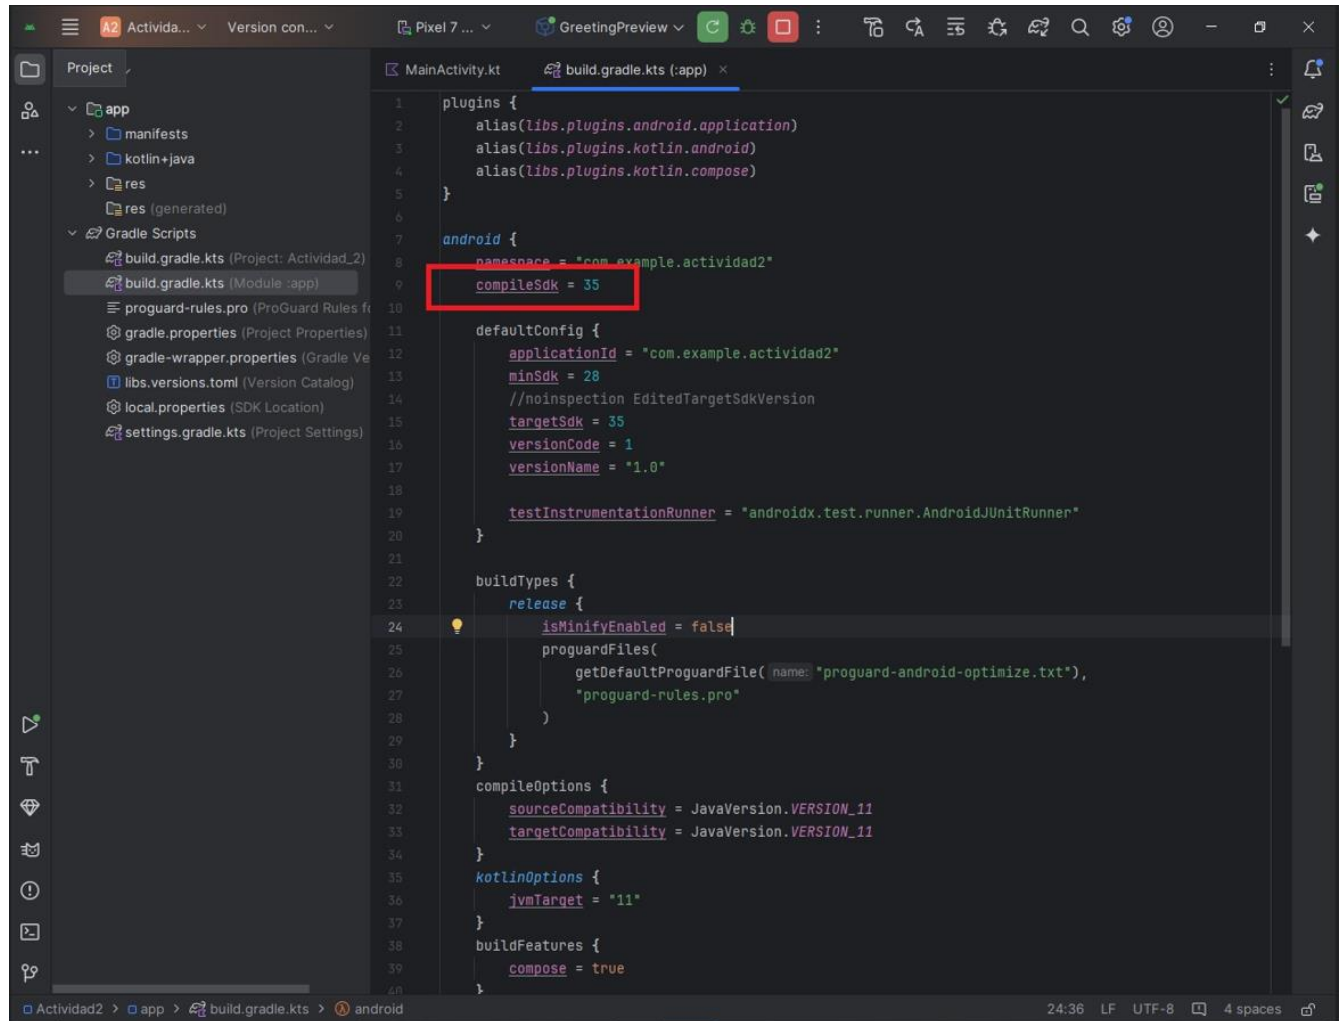 A2 Activida... Version con... Pixel 7 ... GreetingPreview
Project
MainActivity.kt build.gradle.kts (:app)
app
manifests
kotlin+java
res
res (generated)
Gradle Scripts
build.gradle.kts (Project: Actividad_2)
build.gradle.kts (Module :app)
proguard-rules.pro (ProGuard Rules fo
gradle.properties (Project Properties)
gradle-wrapper.properties (Gradle Ve
libs.versions.toml (Version Catalog)
local.properties (SDK Location)
settings.gradle.kts (Project Settings)
1 plugins {
2 alias(libs.plugins.android.application)
3 alias(libs.plugins.kotlin.android)
4 alias(libs.plugins.kotlin.compose)
5 }
6
7 android {
8 namespace = "com.example.actividad2"
9 compileSdk = 35
10
11 defaultConfig {
12 applicationId = "com.example.actividad2"
13 minSdk = 28
14 //noinspection EditedTargetSdkVersion
15 targetSdk = 35
16 versionCode = 1
17 versionName = "1.0"
18
19 testInstrumentationRunner = "androidx.test.runner.AndroidJUnitRunner"
20 }
21
22 buildTypes {
23 release {
24 isMinifyEnabled = false
25 proguardFiles(
26 getDefaultProguardFile( name: "proguard-android-optimize.txt"),
27 "proguard-rules.pro"
28 )
29 }
30 }
31 compileOptions {
32 sourceCompatibility = JavaVersion.VERSION_11
33 targetCompatibility = JavaVersion.VERSION_11
34 }
35 kotlinOptions {
36 jvmTarget = "11"
37 }
38 buildFeatures {
39 compose = true
40 }
Actividad2 > app > build.gradle.kts > android 24:36 LF UTF-8 4 spaces